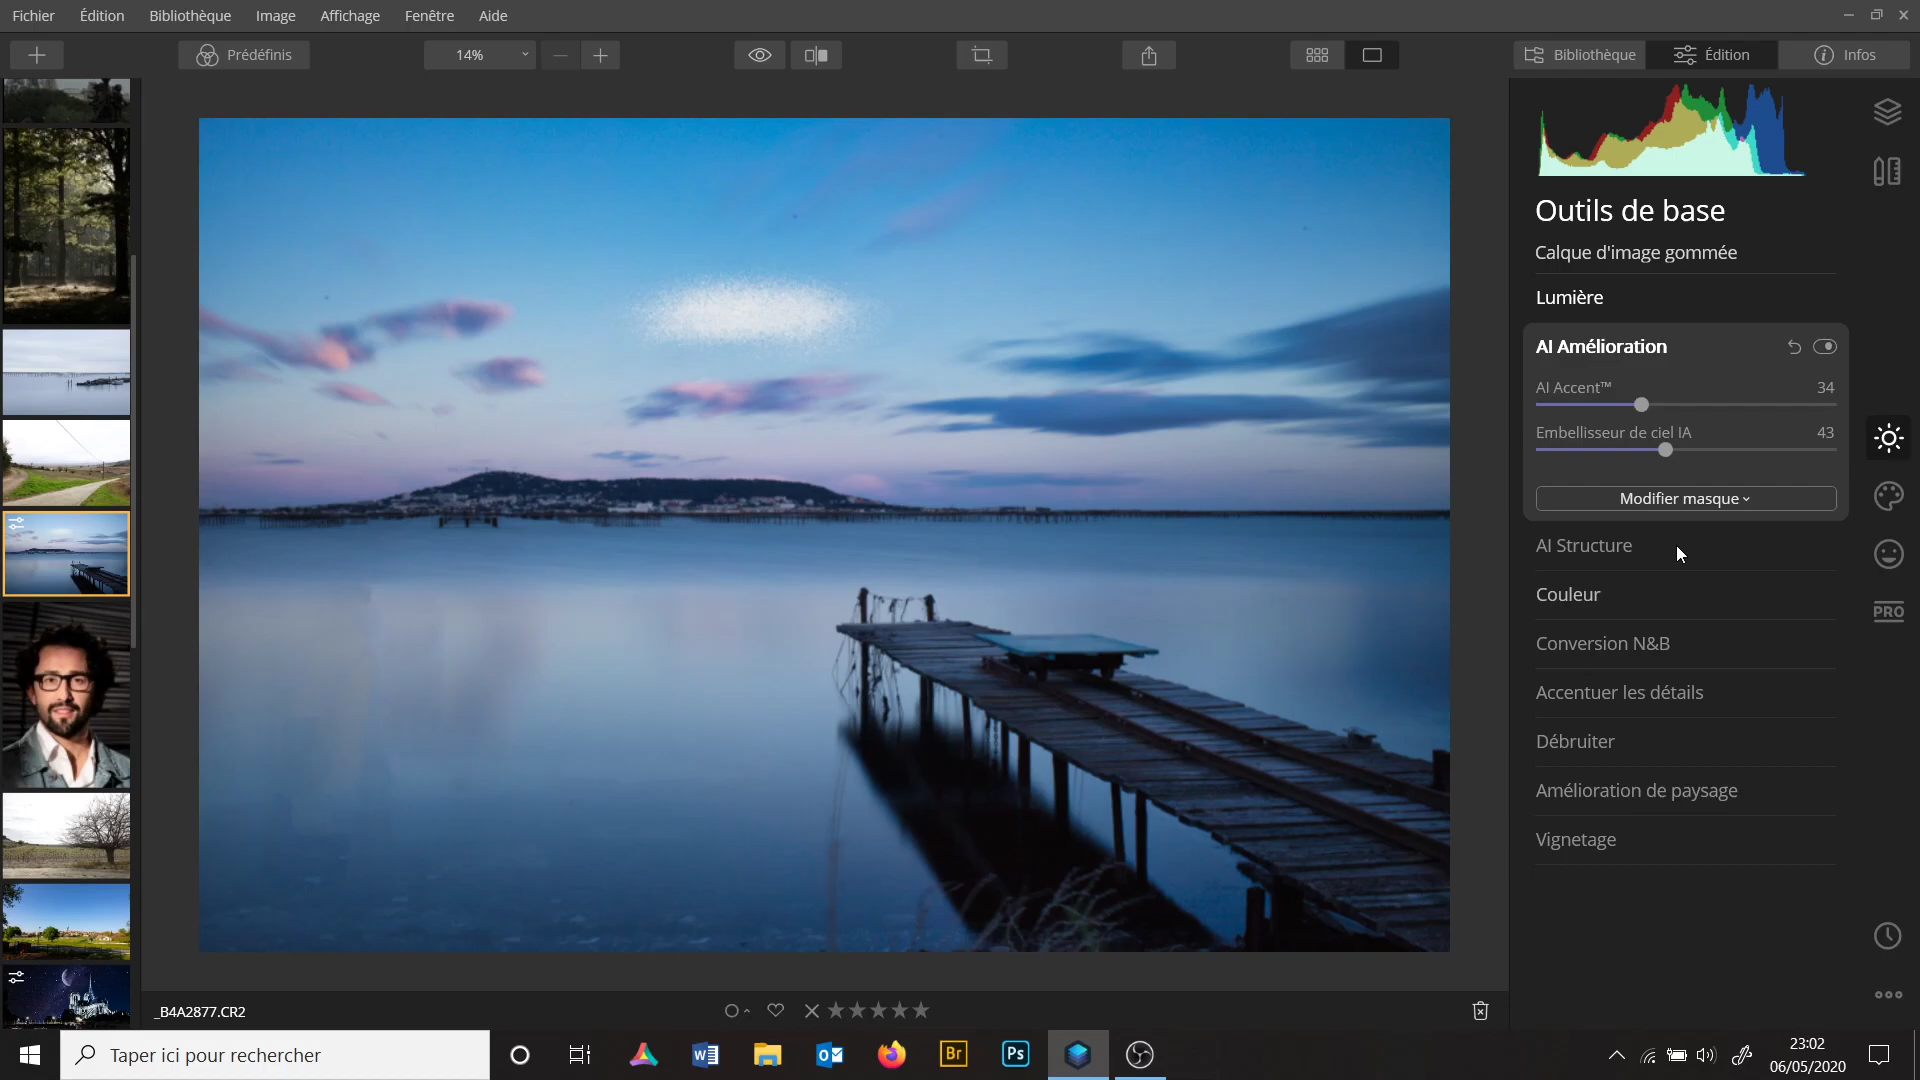 Fichier Édition Bibliothèque Image Affichage Fenêtre Aide
Prédéfinis 14% Bibliothèque Édition Infos
Outils de base
Calque d'image gommée
Lumière
AI Amélioration
AI Accent™ 34
Embellisseur de ciel IA 43
Modifier masque
AI Structure
Couleur
PRO
Conversion N&B
Accentuer les détails
Débruiter
Amélioration de paysage
Vignetage
_B4A2877.CR2
Taper ici pour rechercher
Br
Ps
23:02
06/05/2020